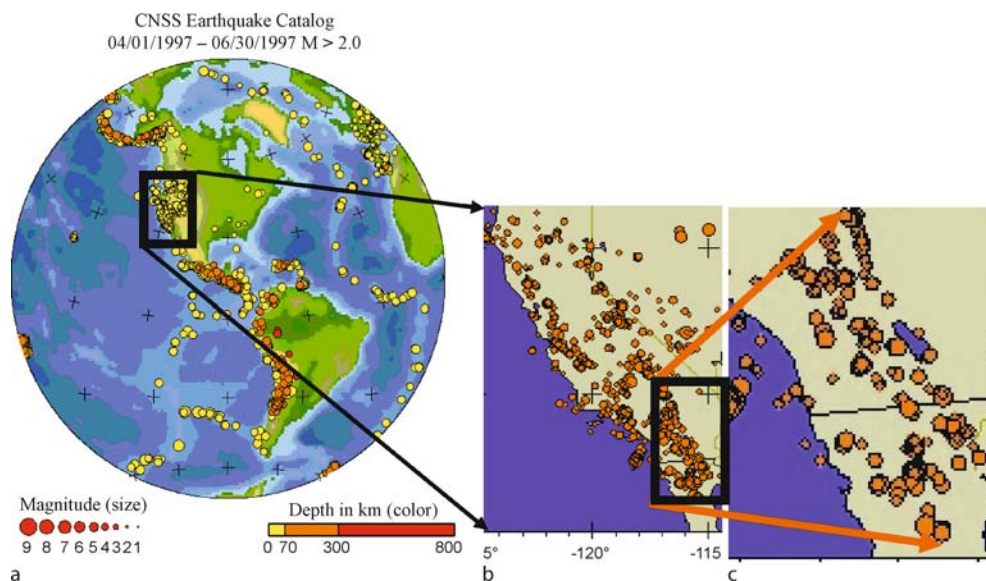 CNSS Earthquake Catalog
04/01/1997 – 06/30/1997 M > 2.0
Magnitude (size)
9 8 7 6 5 4 3 2 1
Depth in km (color)
0 70 300 800
a
5° -120° -115
b
c